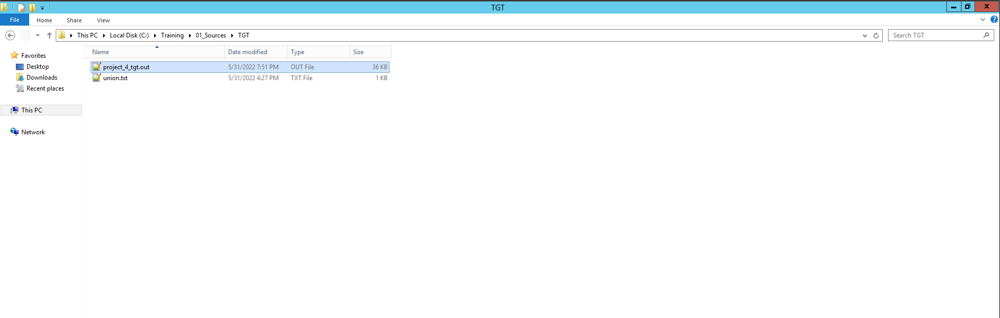 TGT
File Home Share View
This PC Local Disk (C:) Training 01_Sources TGT Search TGT
Name Date modified Type Size
Favorites
Desktop
Downloads
Recent places
This PC
Network
project_4_tgt.out 5/31/2022 7:51 PM OUT File 36 KB
union.txt 5/31/2022 4:27 PM TXT File 1 KB